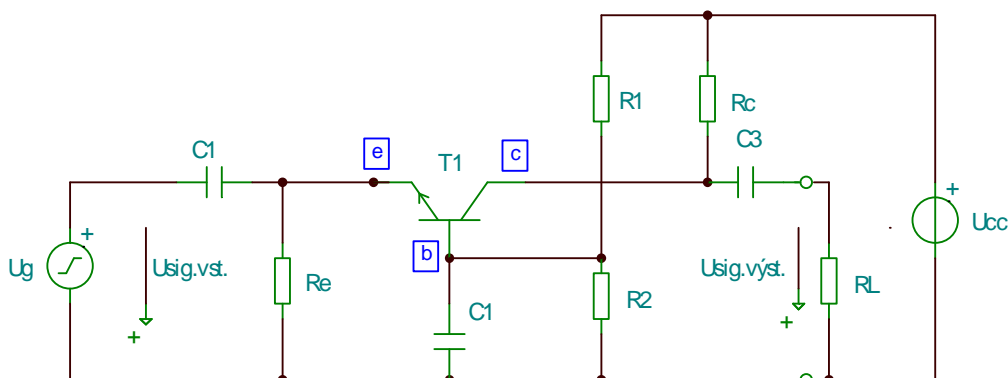 R1
Rc
C1
e
T1
c
C3
Ug
+
Usig.vst.
+
Re
b
C1
R2
Usig.výst.
+
RL
+
Ucc